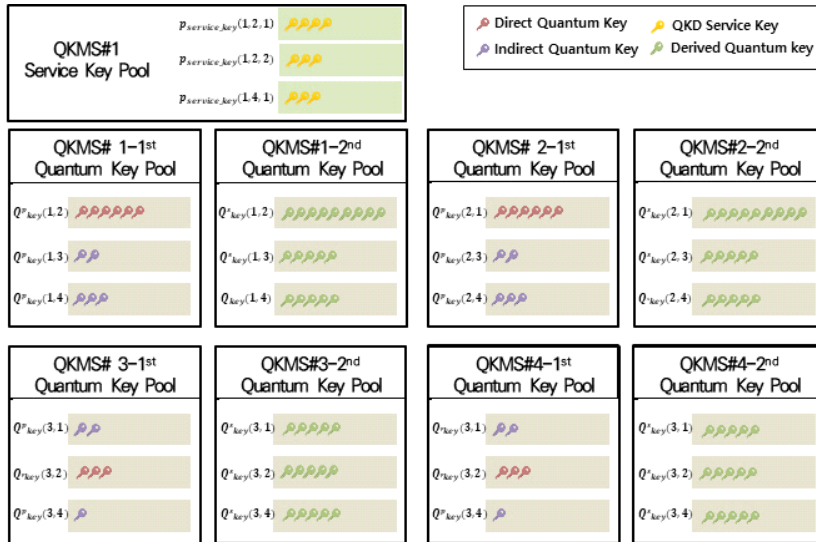 QKMS#1
Service Key Pool
p_service_key(1,2,1)
p_service_key(1,2,2)
p_service_key(1,4,1)
Direct Quantum Key
QKD Service Key
Indirect Quantum Key
Derived Quantum key
QKMS# 1-1st
Quantum Key Pool
Q^p_key(1,2)
Q^p_key(1,3)
Q^p_key(1,4)
QKMS#1-2nd
Quantum Key Pool
Q^s_key(1,2)
Q^s_key(1,3)
Q_key(1,4)
QKMS# 2-1st
Quantum Key Pool
Q^p_key(2,1)
Q^p_key(2,3)
Q^p_key(2,4)
QKMS#2-2nd
Quantum Key Pool
Q^s_key(2,1)
Q^s_key(2,3)
Q^s_key(2,4)
QKMS# 3-1st
Quantum Key Pool
Q^p_key(3,1)
Q_rkey(3,2)
Q^p_key(3,4)
QKMS#3-2nd
Quantum Key Pool
Q^s_key(3,1)
Q^s_key(3,2)
Q^s_key(3,4)
QKMS#4-1st
Quantum Key Pool
Q_rkey(3,1)
Q_rkey(3,2)
Q^p_key(3,4)
QKMS#4-2nd
Quantum Key Pool
Q^s_key(3,1)
Q^s_key(3,2)
Q^s_key(3,4)